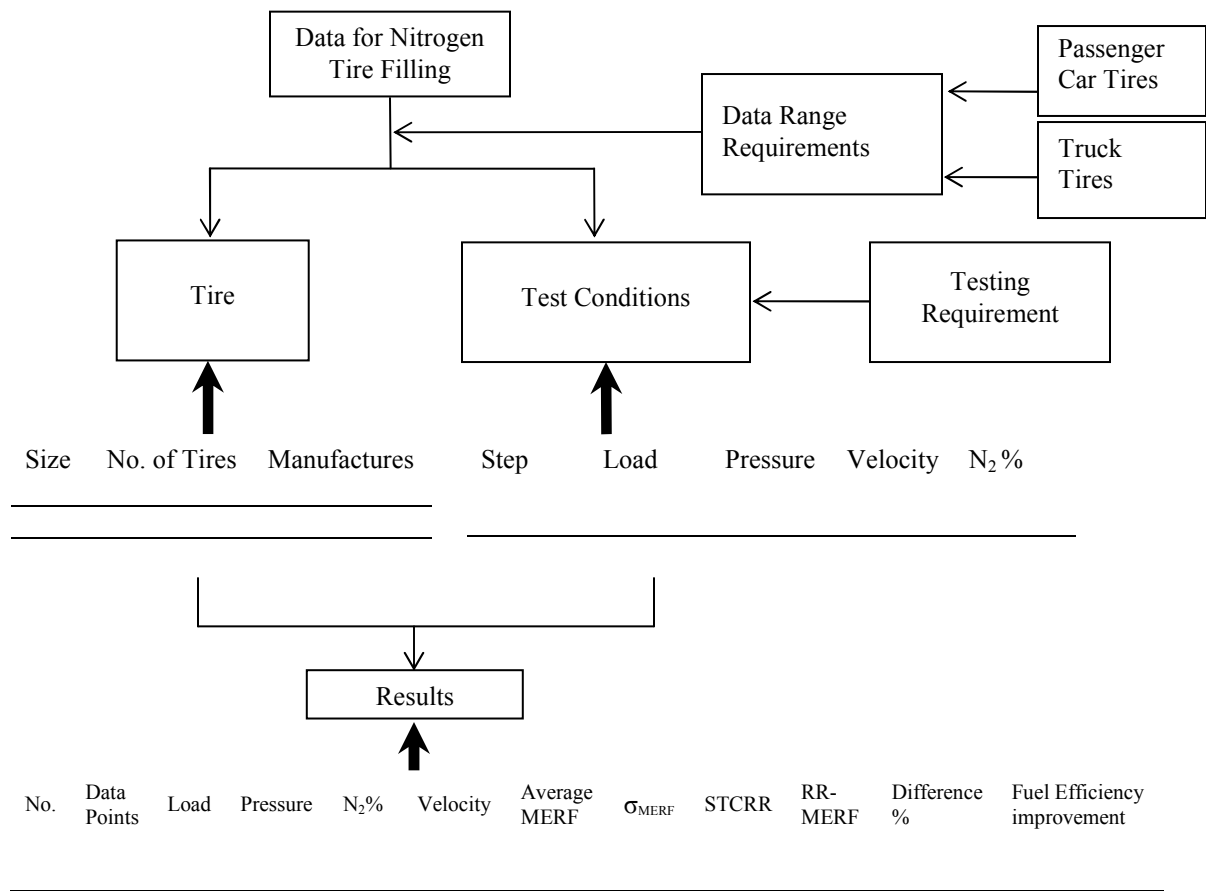 Data for Nitrogen
Tire Filling
Passenger
Car Tires
Data Range
Requirements
Truck
Tires
Tire
Test Conditions
Testing
Requirement
Size No. of Tires Manufactures
Step Load Pressure Velocity N₂ %
Results
No. Data Points Load Pressure N₂% Velocity Average MERF σMERF STCRR RR-MERF Difference % Fuel Efficiency improvement